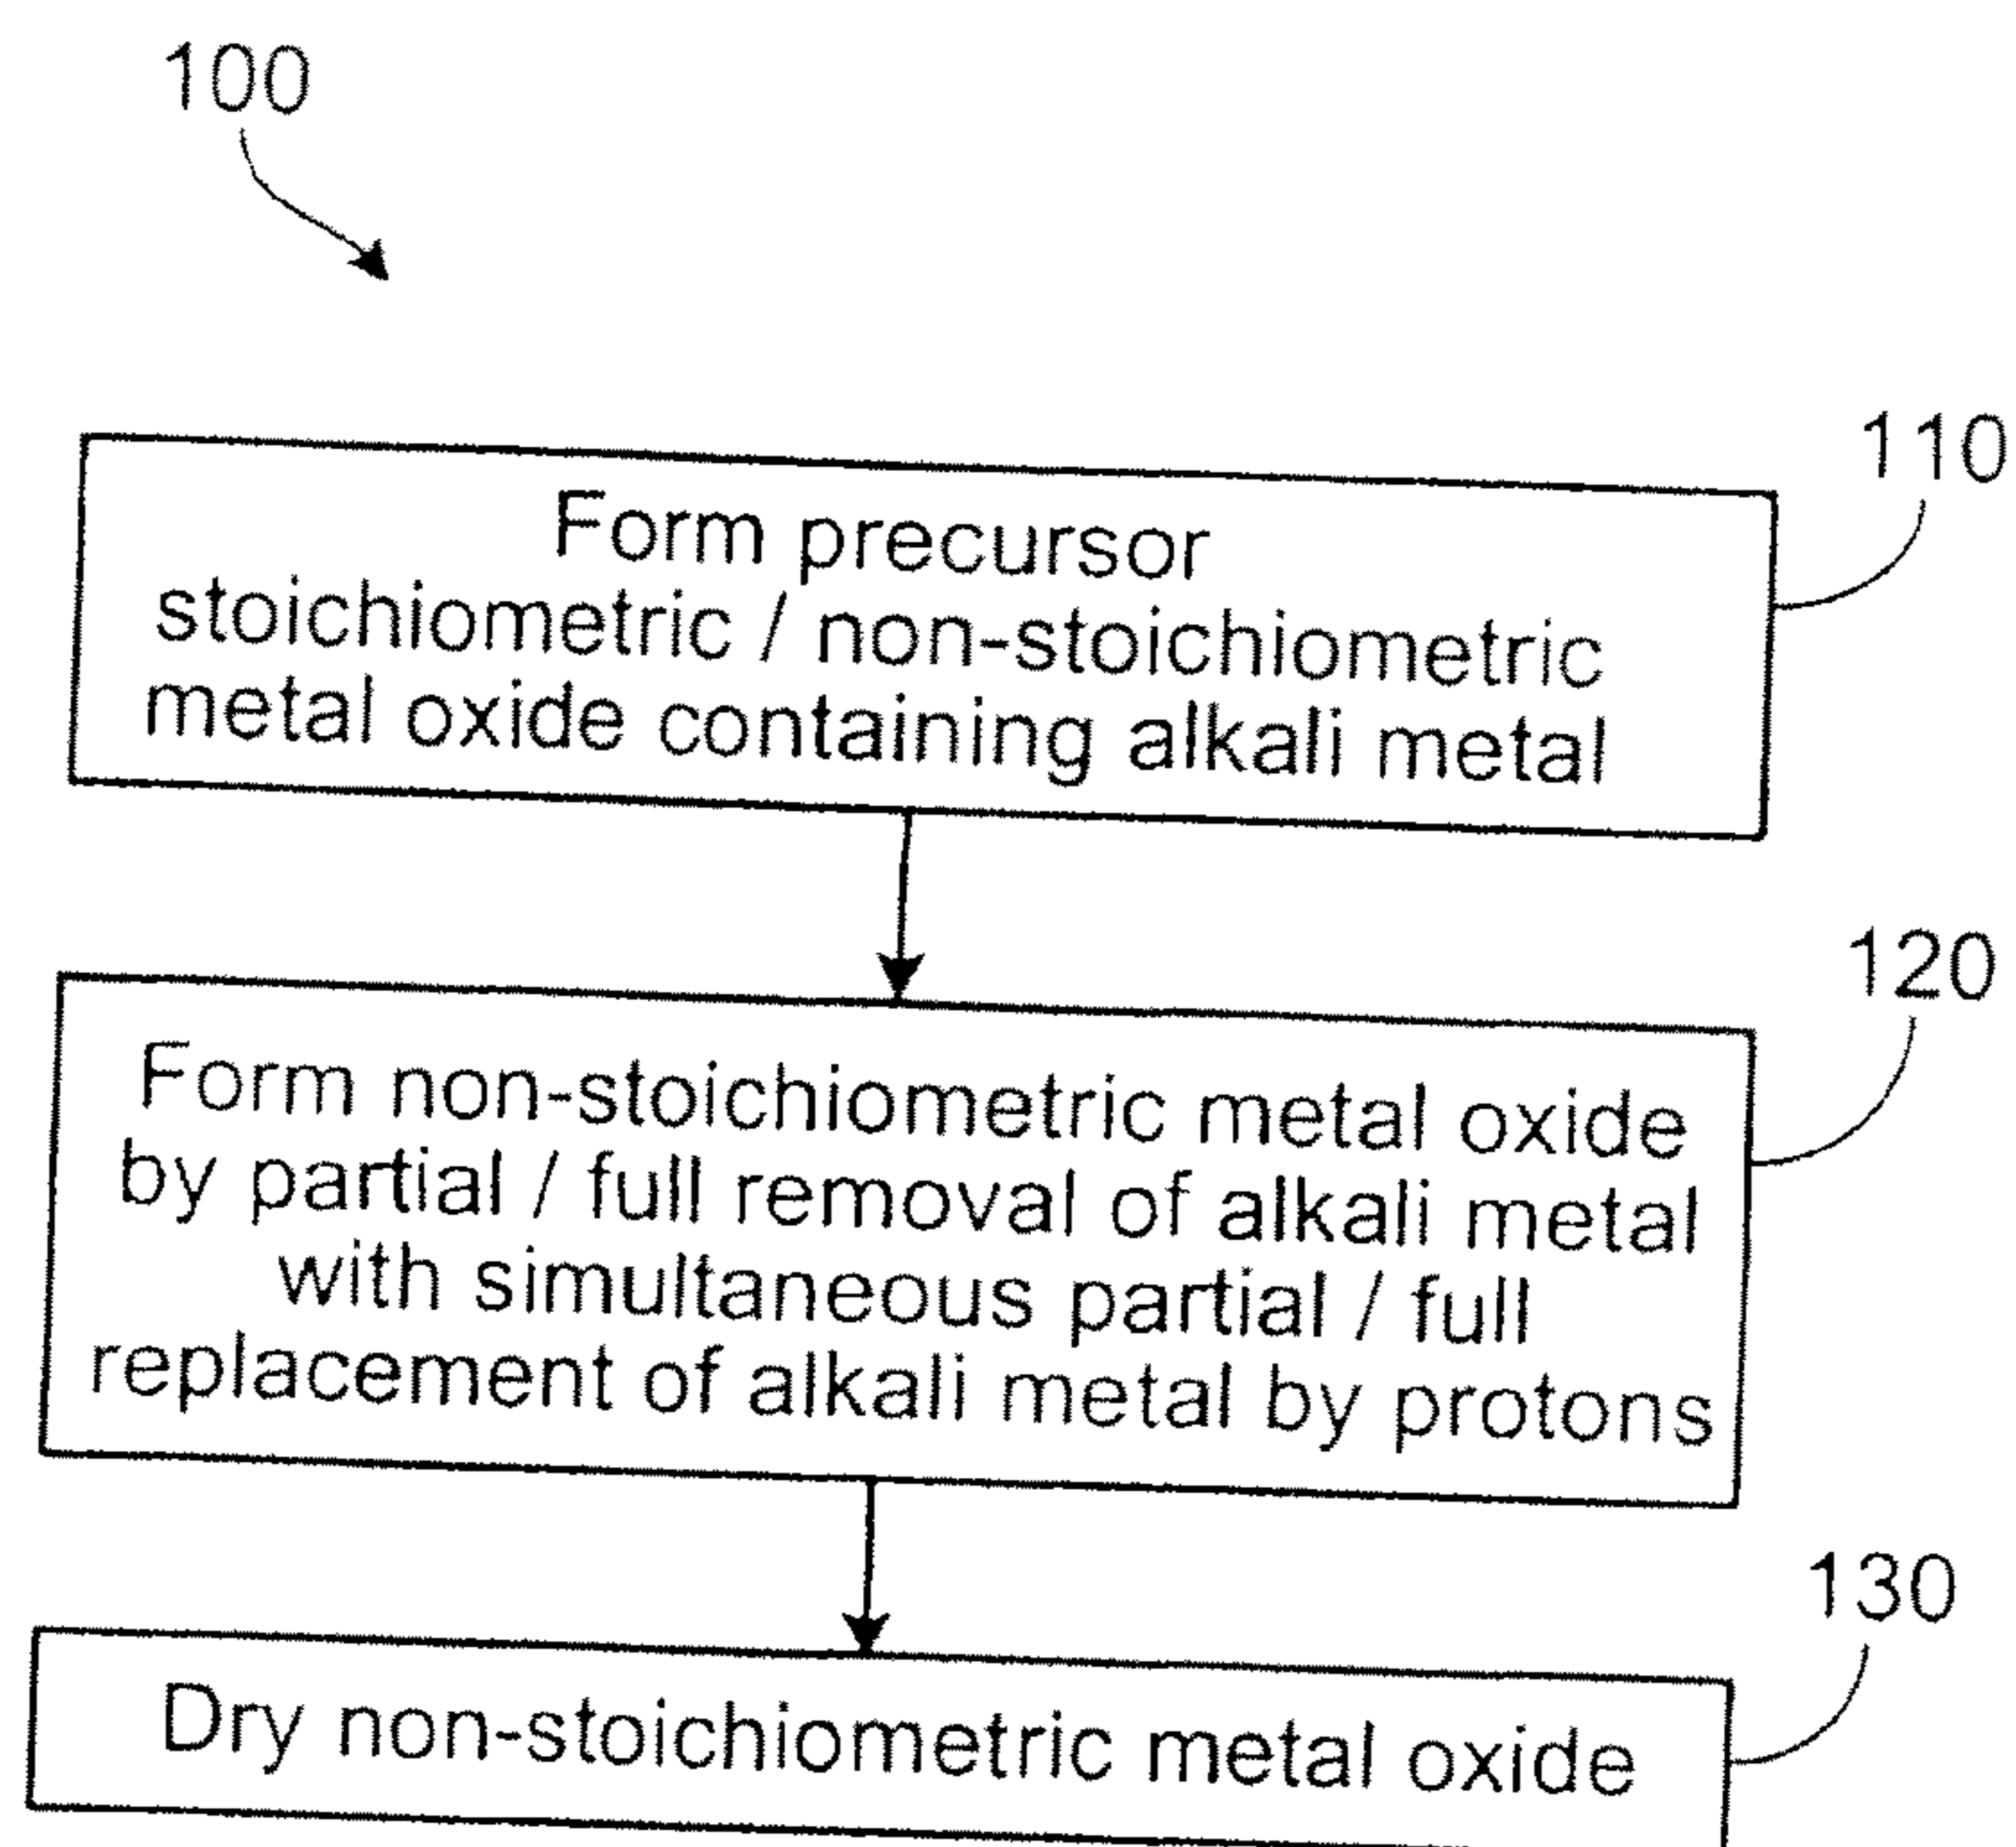 100
110
Form precursor
stoichiometric / non-stoichiometric
metal oxide containing alkali metal
120
Form non-stoichiometric metal oxide
by partial / full removal of alkali metal
with simultaneous partial / full
replacement of alkali metal by protons
130
Dry non-stoichiometric metal oxide